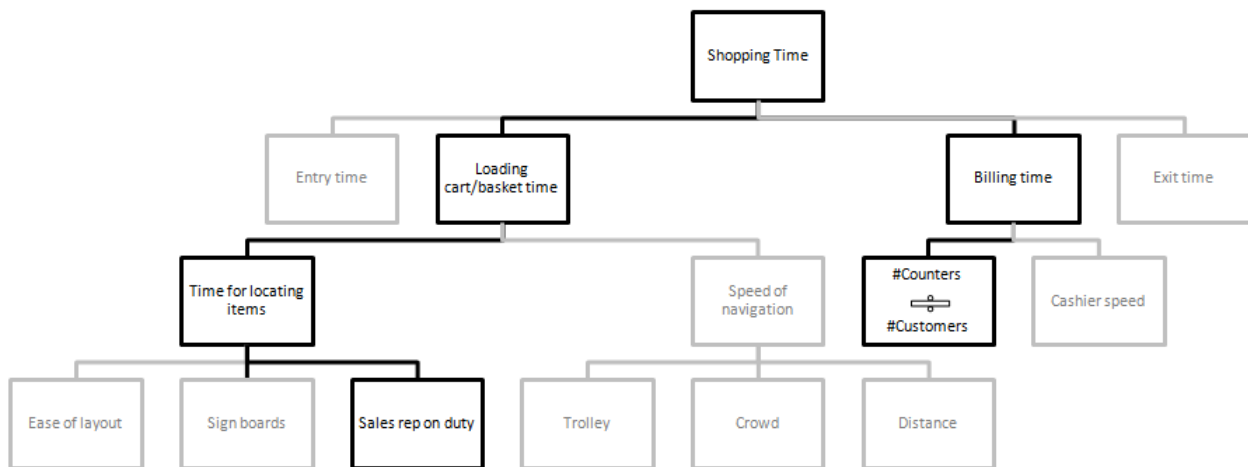 Shopping Time
Entry time
Loading
cart/basket time
Billing time
Exit time
Time for locating
items
Speed of
navigation
#Counters
#Customers
Cashier speed
Ease of layout
Sign boards
Sales rep on duty
Trolley
Crowd
Distance